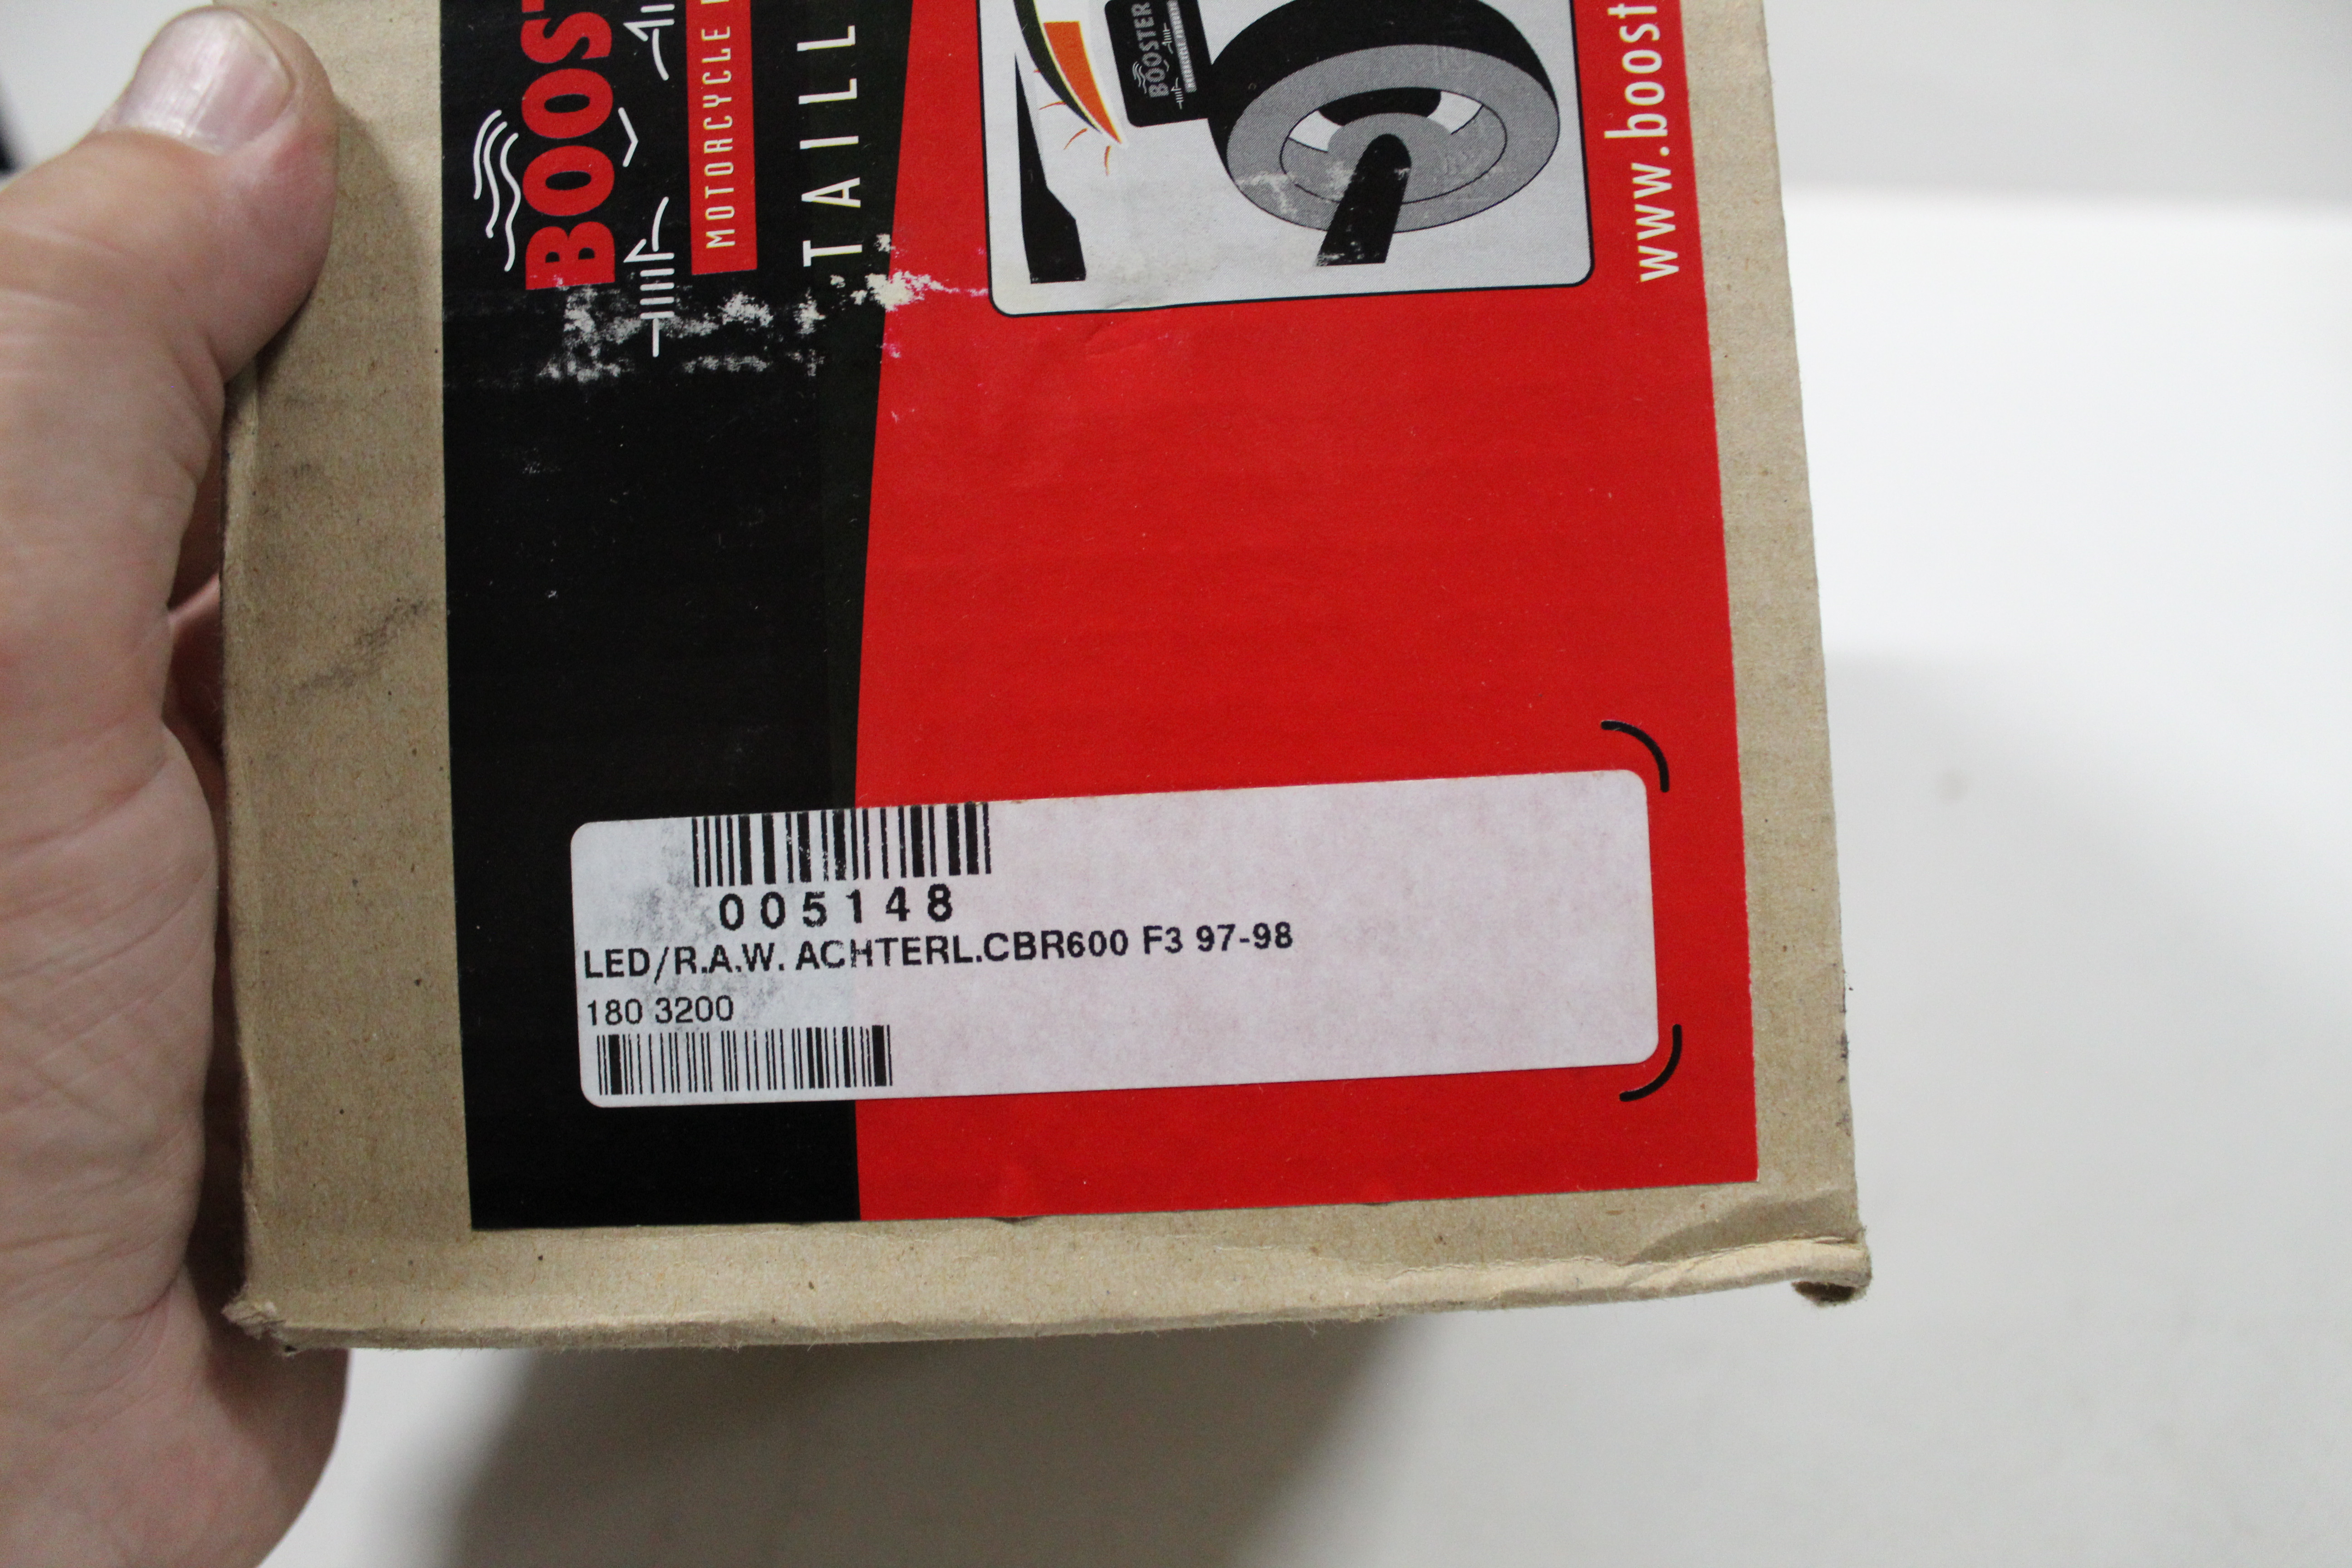 BOOST
MOTORCYCLE
TAILL
BOOSTER
www.boost
005148
LED/R.A.W. ACHTERL.CBR600 F3 97-98
180 3200